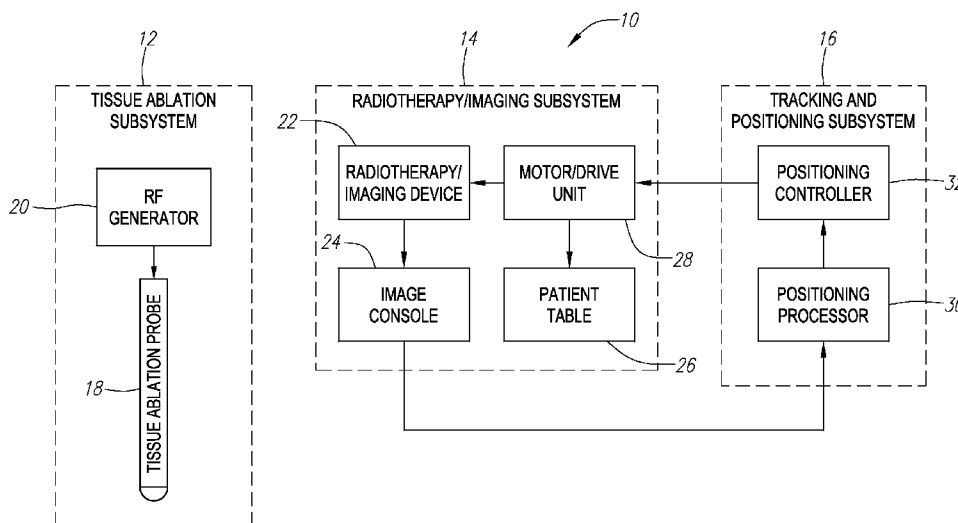 10
12
14
16
TISSUE ABLATION
SUBSYSTEM
RADIOTHERAPY/IMAGING SUBSYSTEM
TRACKING AND
POSITIONING SUBSYSTEM
22
20
RF
GENERATOR
RADIOTHERAPY/
IMAGING DEVICE
MOTOR/DRIVE
UNIT
POSITIONING
CONTROLLER
32
24
28
IMAGE
CONSOLE
PATIENT
TABLE
POSITIONING
PROCESSOR
30
18
TISSUE ABLATION PROBE
26